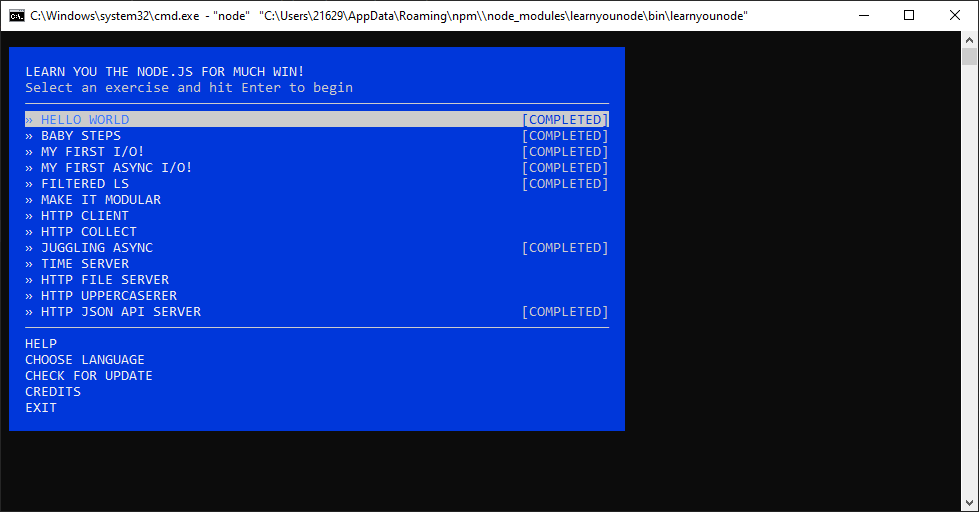 C:\Windows\system32\cmd.exe - "node" "C:\Users\21629\AppData\Roaming\npm\\node_modules\learnyounode\bin\learnyounode"
LEARN YOU THE NODE.JS FOR MUCH WIN!
Select an exercise and hit Enter to begin
» HELLO WORLD [COMPLETED]
» BABY STEPS [COMPLETED]
» MY FIRST I/O! [COMPLETED]
» MY FIRST ASYNC I/O! [COMPLETED]
» FILTERED LS [COMPLETED]
» MAKE IT MODULAR
» HTTP CLIENT
» HTTP COLLECT
» JUGGLING ASYNC [COMPLETED]
» TIME SERVER
» HTTP FILE SERVER
» HTTP UPPERCASERER
» HTTP JSON API SERVER [COMPLETED]
HELP
CHOOSE LANGUAGE
CHECK FOR UPDATE
CREDITS
EXIT